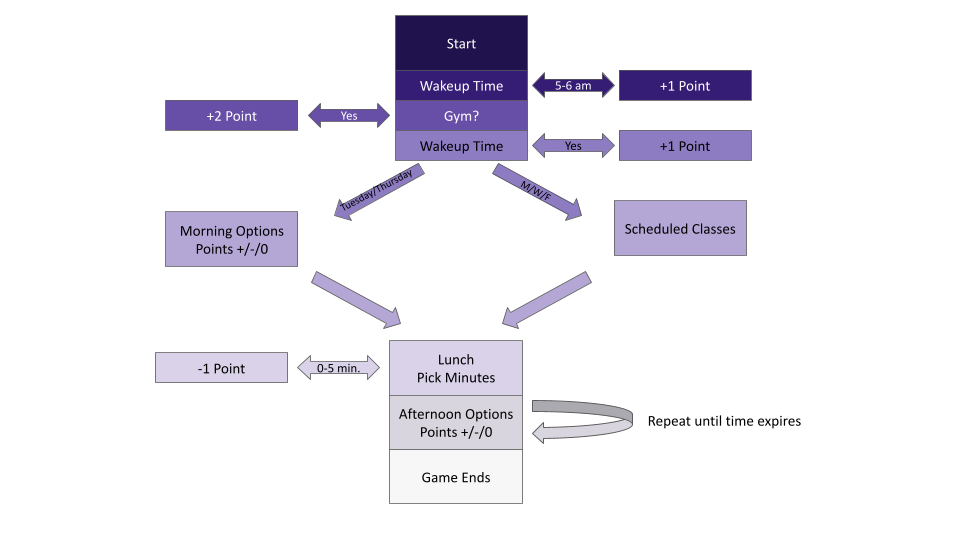 Start
Wakeup Time
5-6 am
+1 Point
+2 Point
Yes
Gym?
Wakeup Time
Yes
+1 Point
Tuesday/Thursday
M/W/F
Morning Options
Points +/-/0
Scheduled Classes
Lunch
Pick Minutes
-1 Point
0-5 min.
Afternoon Options
Points +/-/0
Repeat until time expires
Game Ends